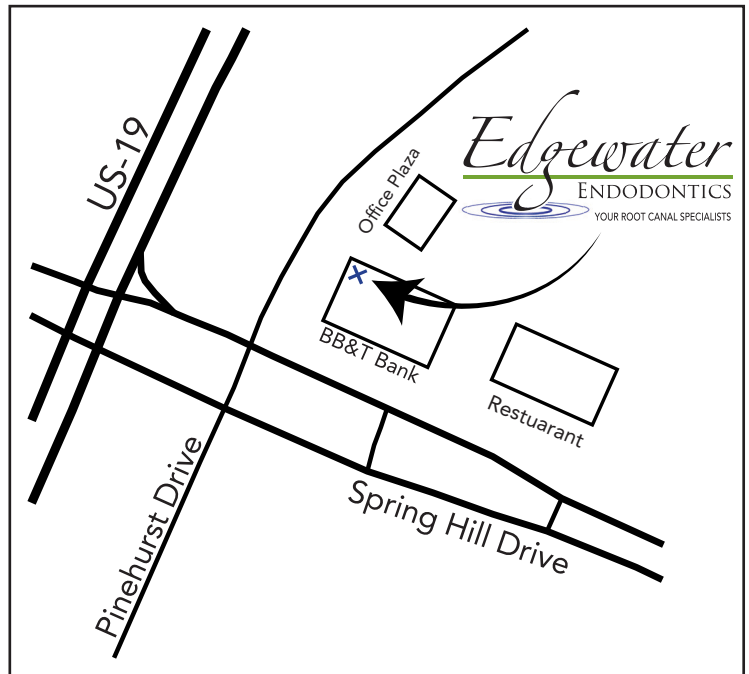 US-19
Office Plaza
Edgewater
ENDODONTICS
YOUR ROOT CANAL SPECIALISTS
BB&T Bank
Restuarant
Pinehurst Drive
Spring Hill Drive